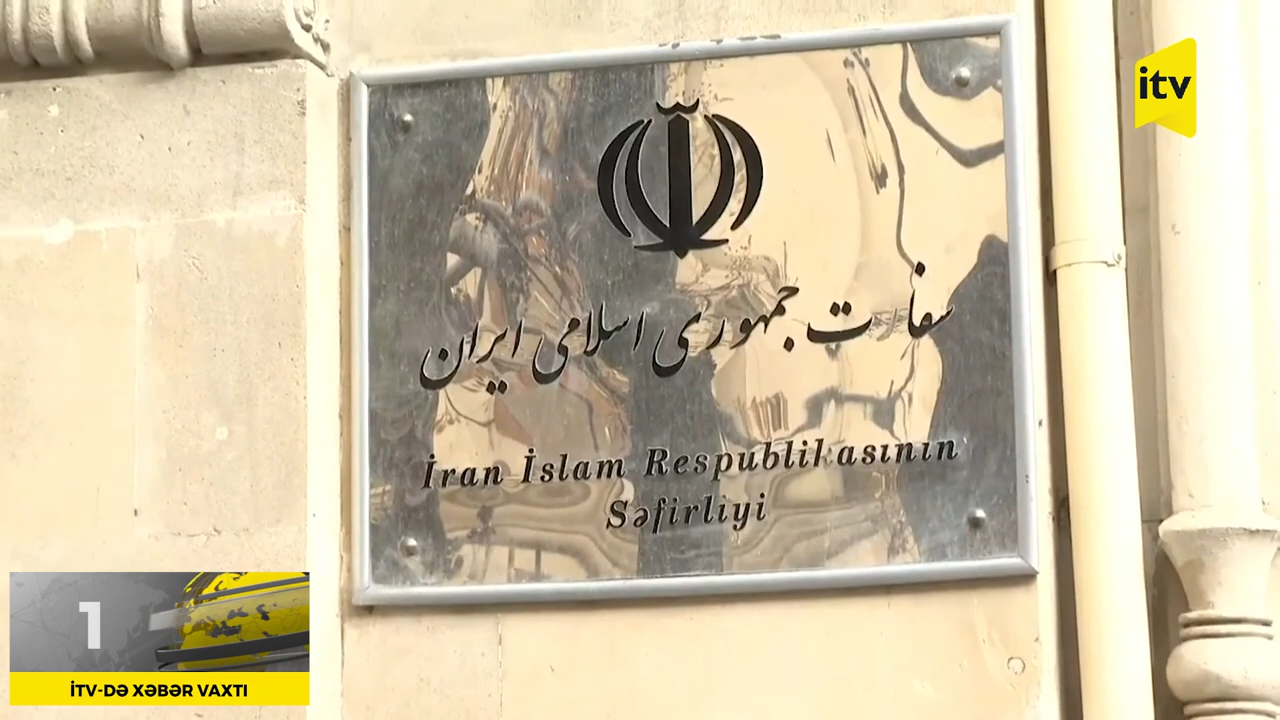 itv
سفارت جمهوری اسلامی ایران
İran İslam Respublikasının
Səfirliyi
1
İTV-DƏ XƏBƏR VAXTI